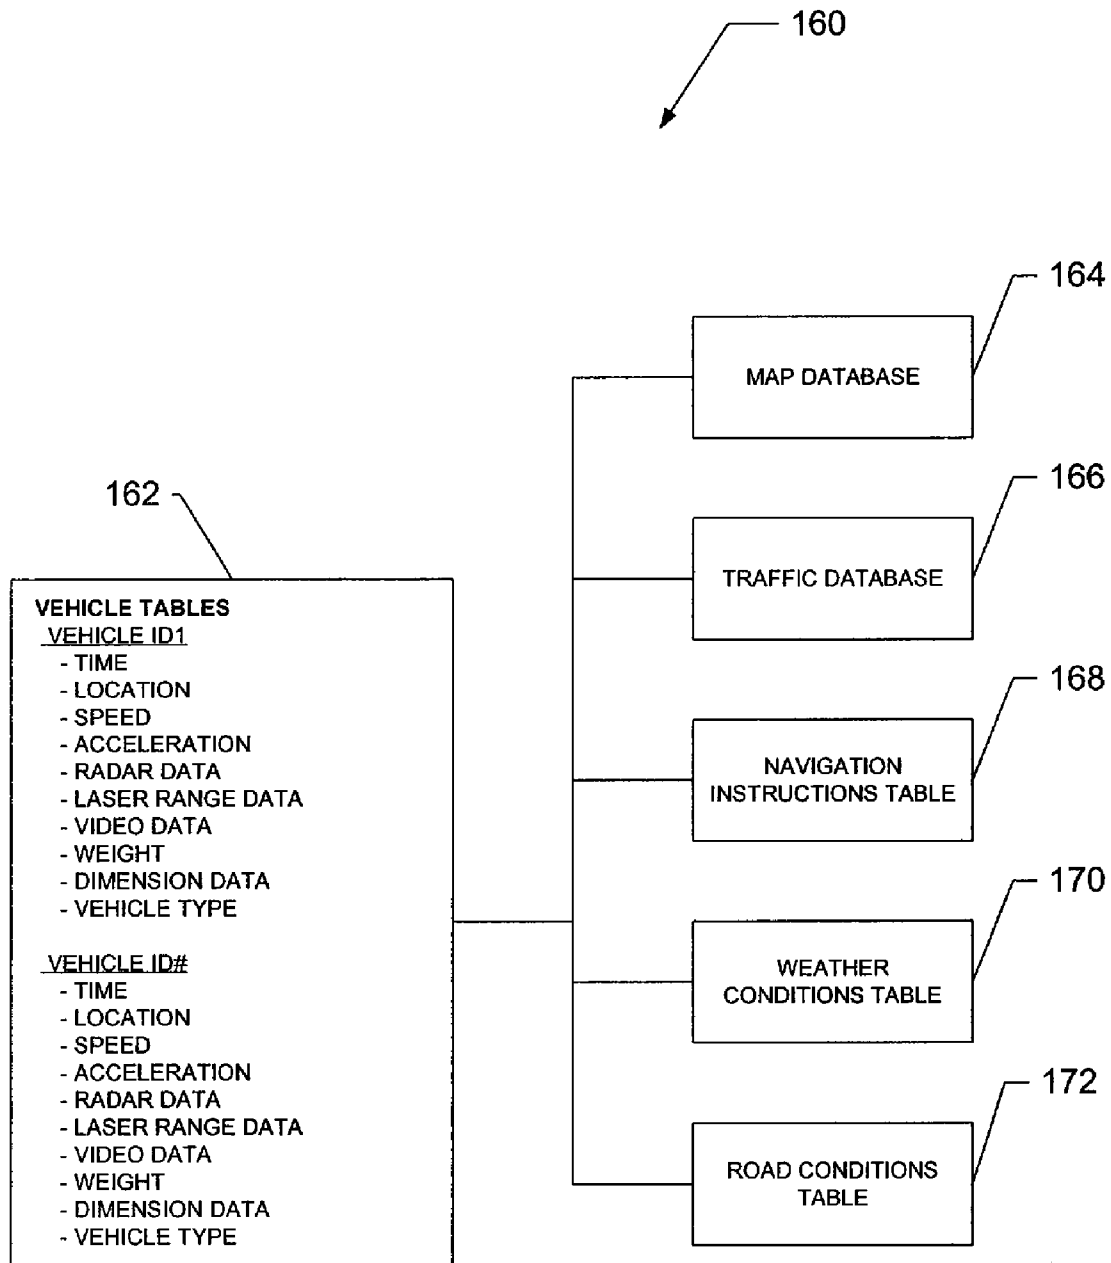 160
164
MAP DATABASE
166
TRAFFIC DATABASE
162
VEHICLE TABLES
VEHICLE ID1
- TIME
- LOCATION
- SPEED
- ACCELERATION
- RADAR DATA
- LASER RANGE DATA
- VIDEO DATA
- WEIGHT
- DIMENSION DATA
- VEHICLE TYPE
VEHICLE ID#
- TIME
- LOCATION
- SPEED
- ACCELERATION
- RADAR DATA
- LASER RANGE DATA
- VIDEO DATA
- WEIGHT
- DIMENSION DATA
- VEHICLE TYPE
168
NAVIGATION
INSTRUCTIONS TABLE
170
WEATHER
CONDITIONS TABLE
172
ROAD CONDITIONS
TABLE